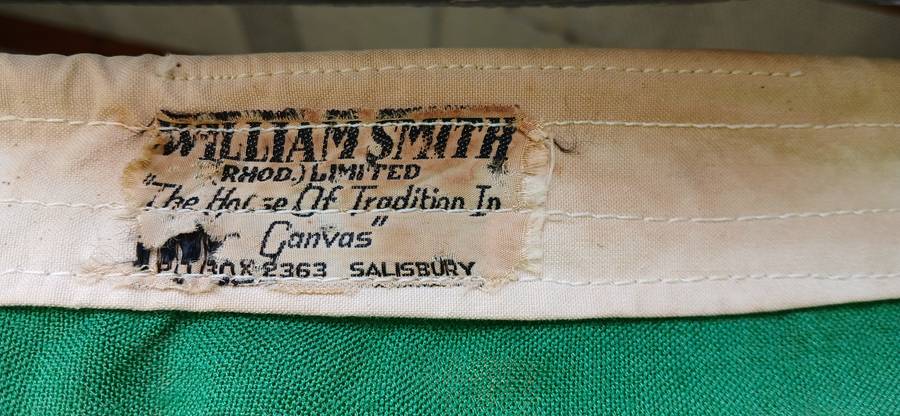 WILLIAM SMITH
(RHOD.) LIMITED
"The House Of Tradition In
Canvas"
P.O. BOX 2363 SALISBURY